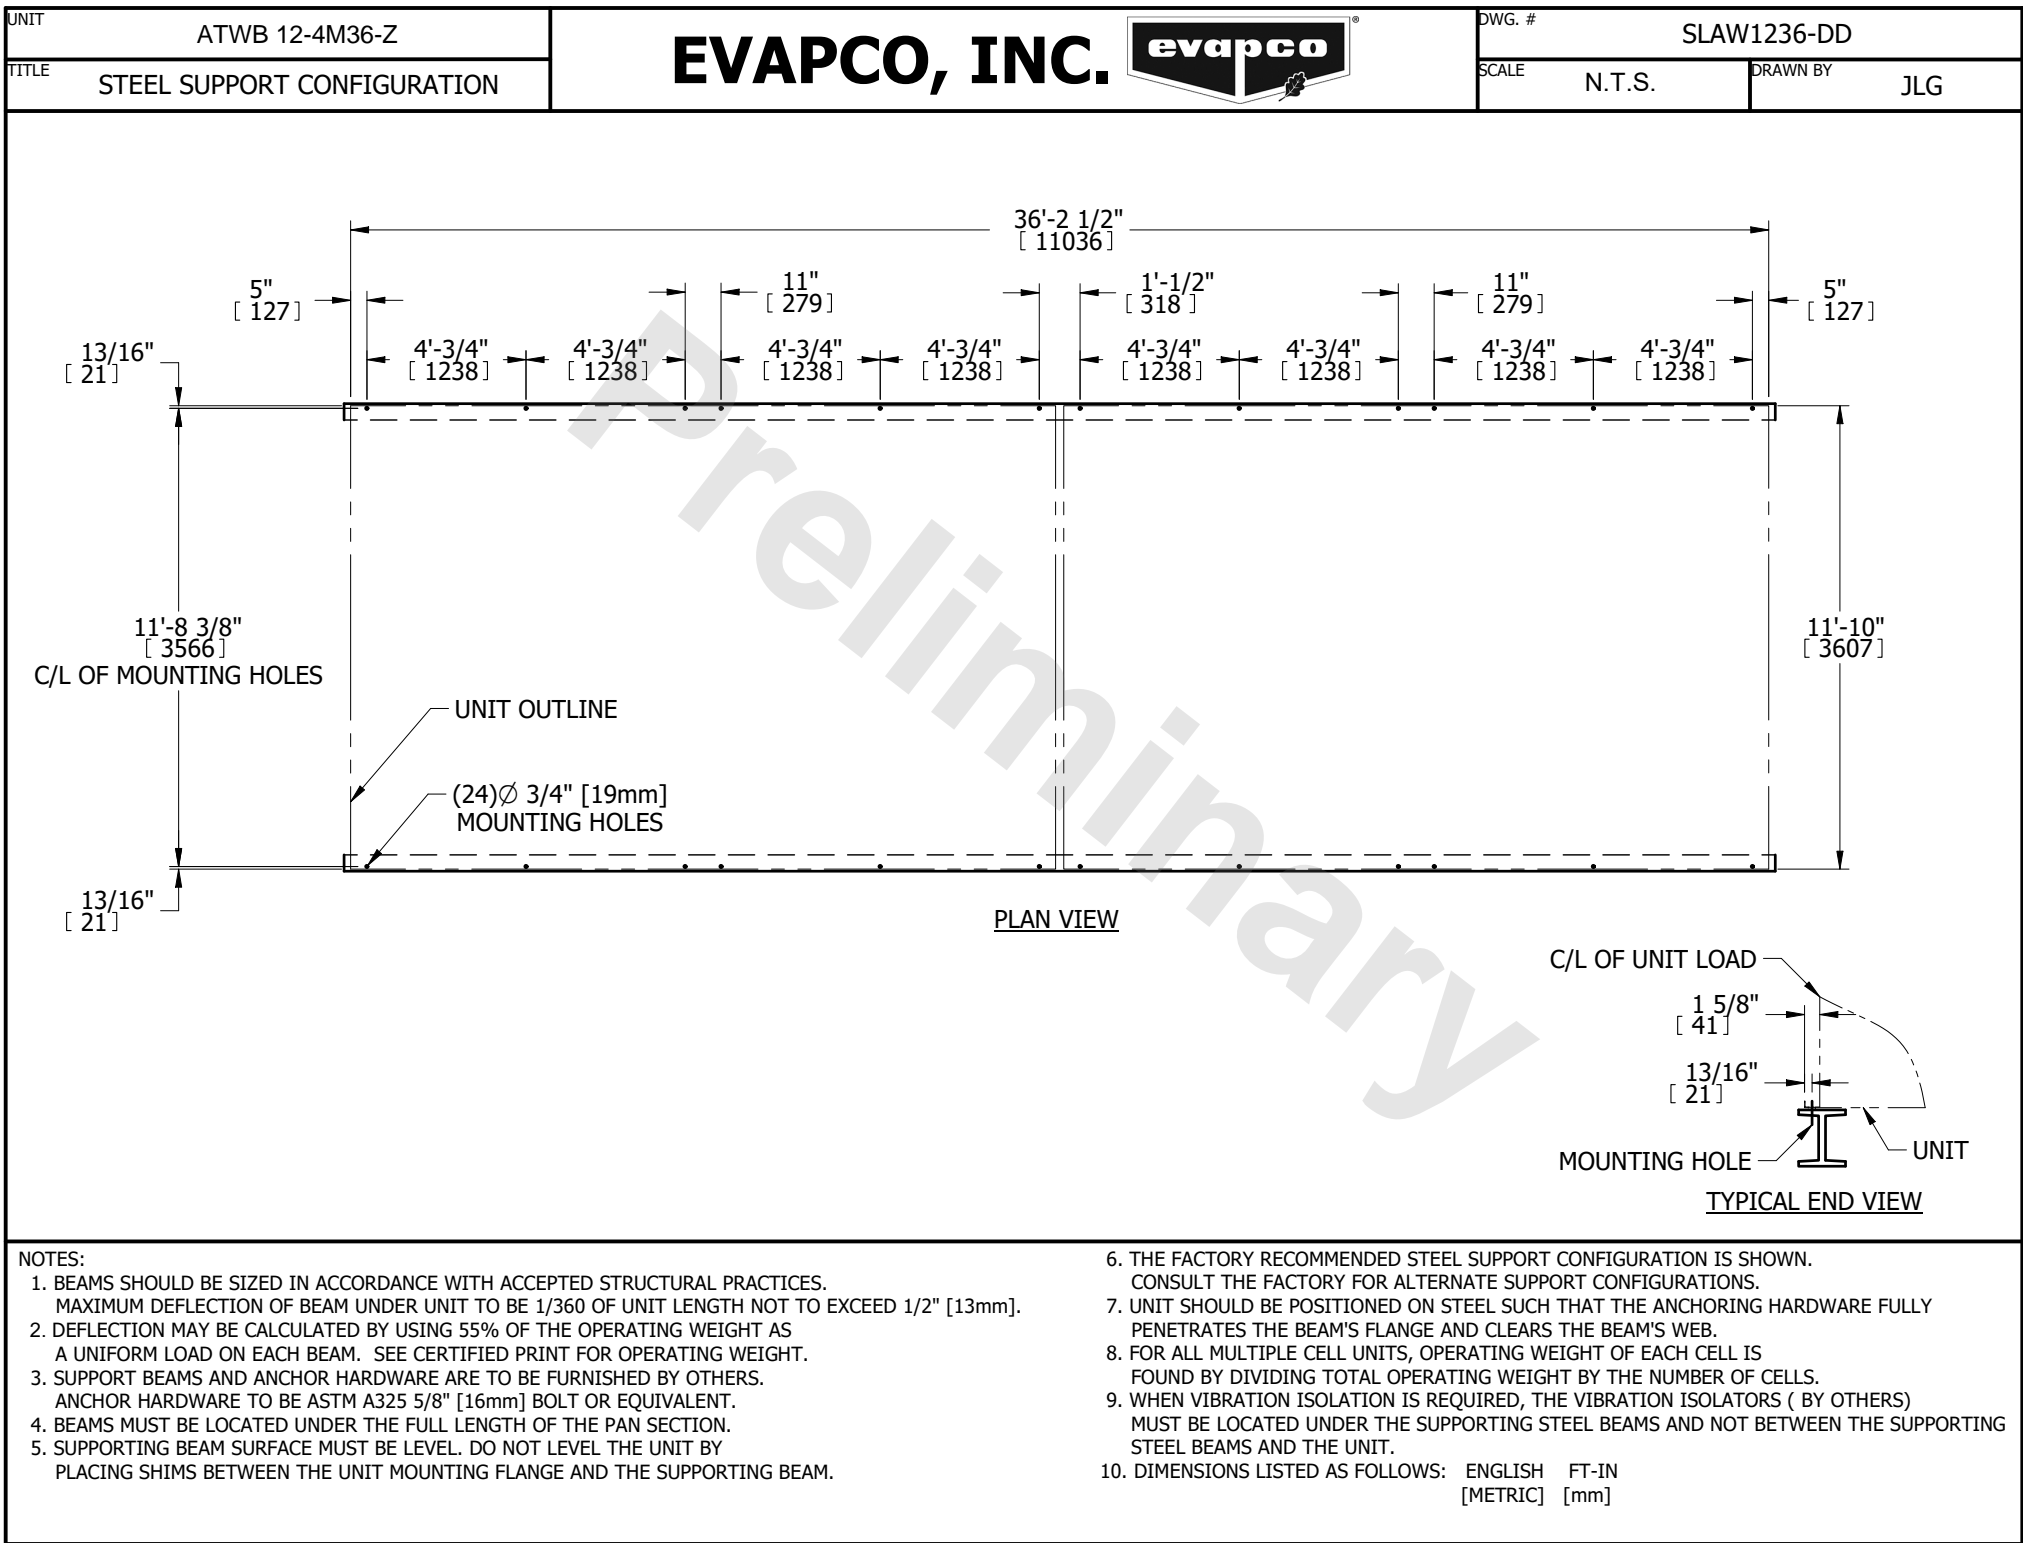 UNIT
ATWB 12-4M36-Z
TITLE
STEEL SUPPORT CONFIGURATION
EVAPCO, INC.
evapco®
DWG. #
SLAW1236-DD
SCALE
N.T.S.
DRAWN BY
JLG
36'-2 1/2"
[ 11036]
5"
[ 127]
11"
[ 279]
1'-1/2"
[ 318 ]
11"
[ 279]
5"
[ 127]
13/16"
[ 21]
4'-3/4"
[ 1238]
4'-3/4"
[ 1238]
4'-3/4"
[ 1238]
4'-3/4"
[ 1238]
4'-3/4"
[ 1238]
4'-3/4"
[ 1238]
4'-3/4"
[ 1238]
4'-3/4"
[ 1238]
11'-8 3/8"
[ 3566]
C/L OF MOUNTING HOLES
11'-10"
[ 3607]
UNIT OUTLINE
(24)∅ 3/4" [19mm]
MOUNTING HOLES
13/16"
[ 21]
PLAN VIEW
Preliminary
C/L OF UNIT LOAD
1 5/8"
[ 41]
13/16"
[ 21]
MOUNTING HOLE
UNIT
TYPICAL END VIEW
NOTES:
1. BEAMS SHOULD BE SIZED IN ACCORDANCE WITH ACCEPTED STRUCTURAL PRACTICES.
MAXIMUM DEFLECTION OF BEAM UNDER UNIT TO BE 1/360 OF UNIT LENGTH NOT TO EXCEED 1/2" [13mm].
2. DEFLECTION MAY BE CALCULATED BY USING 55% OF THE OPERATING WEIGHT AS
A UNIFORM LOAD ON EACH BEAM. SEE CERTIFIED PRINT FOR OPERATING WEIGHT.
3. SUPPORT BEAMS AND ANCHOR HARDWARE ARE TO BE FURNISHED BY OTHERS.
ANCHOR HARDWARE TO BE ASTM A325 5/8" [16mm] BOLT OR EQUIVALENT.
4. BEAMS MUST BE LOCATED UNDER THE FULL LENGTH OF THE PAN SECTION.
5. SUPPORTING BEAM SURFACE MUST BE LEVEL. DO NOT LEVEL THE UNIT BY
PLACING SHIMS BETWEEN THE UNIT MOUNTING FLANGE AND THE SUPPORTING BEAM.
6. THE FACTORY RECOMMENDED STEEL SUPPORT CONFIGURATION IS SHOWN.
CONSULT THE FACTORY FOR ALTERNATE SUPPORT CONFIGURATIONS.
7. UNIT SHOULD BE POSITIONED ON STEEL SUCH THAT THE ANCHORING HARDWARE FULLY
PENETRATES THE BEAM'S FLANGE AND CLEARS THE BEAM'S WEB.
8. FOR ALL MULTIPLE CELL UNITS, OPERATING WEIGHT OF EACH CELL IS
FOUND BY DIVIDING TOTAL OPERATING WEIGHT BY THE NUMBER OF CELLS.
9. WHEN VIBRATION ISOLATION IS REQUIRED, THE VIBRATION ISOLATORS ( BY OTHERS)
MUST BE LOCATED UNDER THE SUPPORTING STEEL BEAMS AND NOT BETWEEN THE SUPPORTING
STEEL BEAMS AND THE UNIT.
10. DIMENSIONS LISTED AS FOLLOWS: ENGLISH FT-IN
[METRIC] [mm]